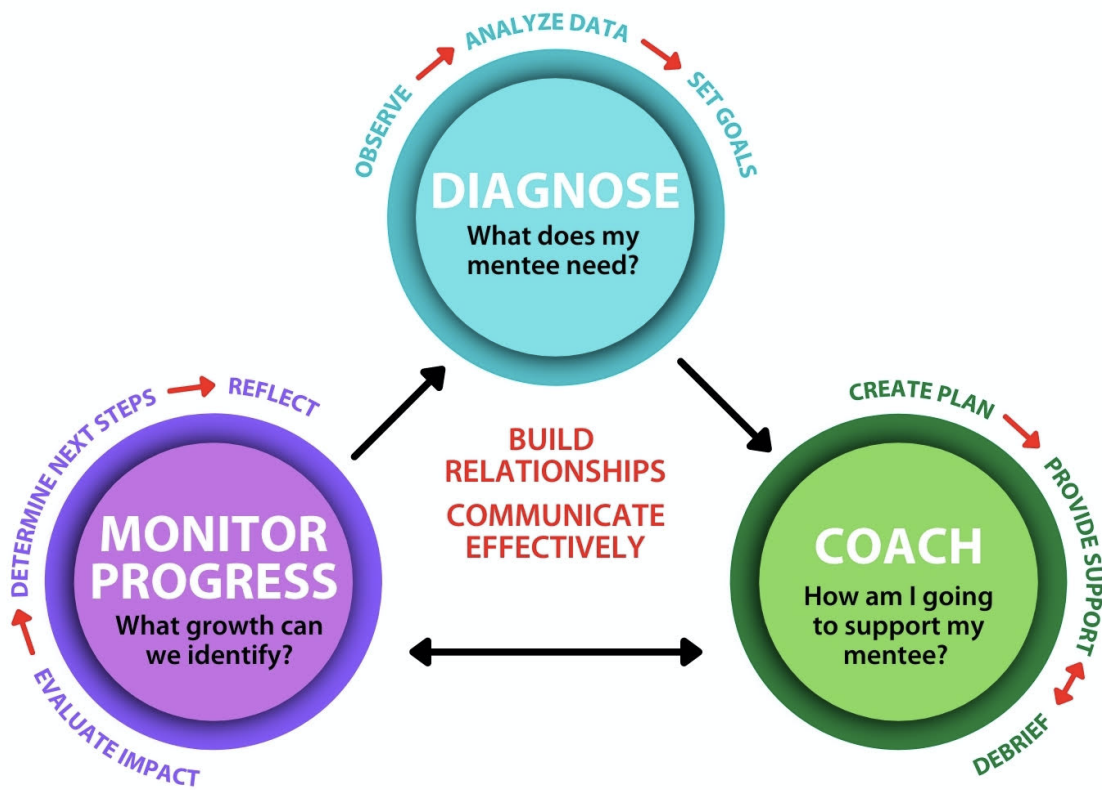 OBSERVE
ANALYZE DATA
SET GOALS
DIAGNOSE
What does my
mentee need?
BUILD
RELATIONSHIPS
COMMUNICATE
EFFECTIVELY
CREATE PLAN
PROVIDE SUPPORT
DEBRIEF
COACH
How am I going
to support my
mentee?
EVALUATE IMPACT
DETERMINE NEXT STEPS
REFLECT
MONITOR
PROGRESS
What growth can
we identify?